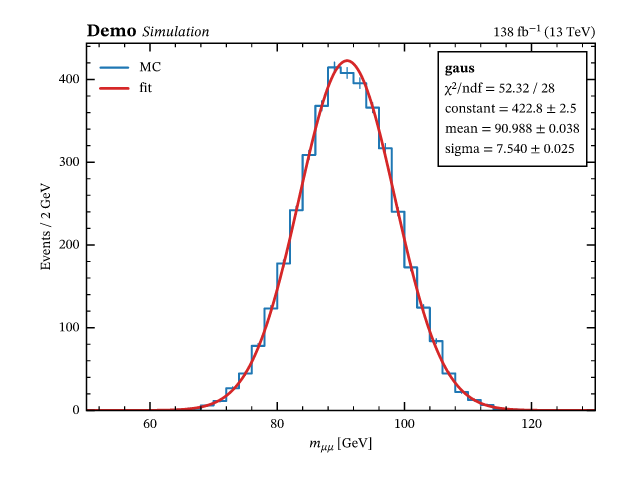 Demo Simulation
138 fb⁻¹ (13 TeV)
MC
fit
gaus
χ²/ndf = 52.32 / 28
constant = 422.8 ± 2.5
mean = 90.988 ± 0.038
sigma = 7.540 ± 0.025
Events / 2 GeV
400
300
200
100
0
60 80 100 120
m_μμ [GeV]